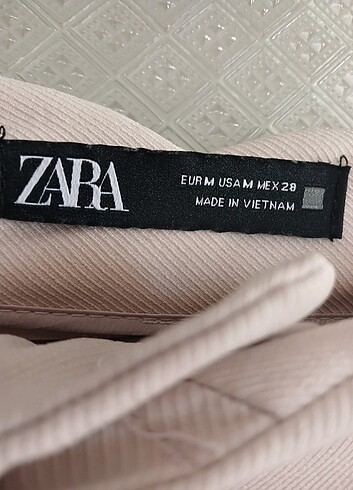 ZARA
EUR M USA M MEX 28
MADE IN VIETNAM